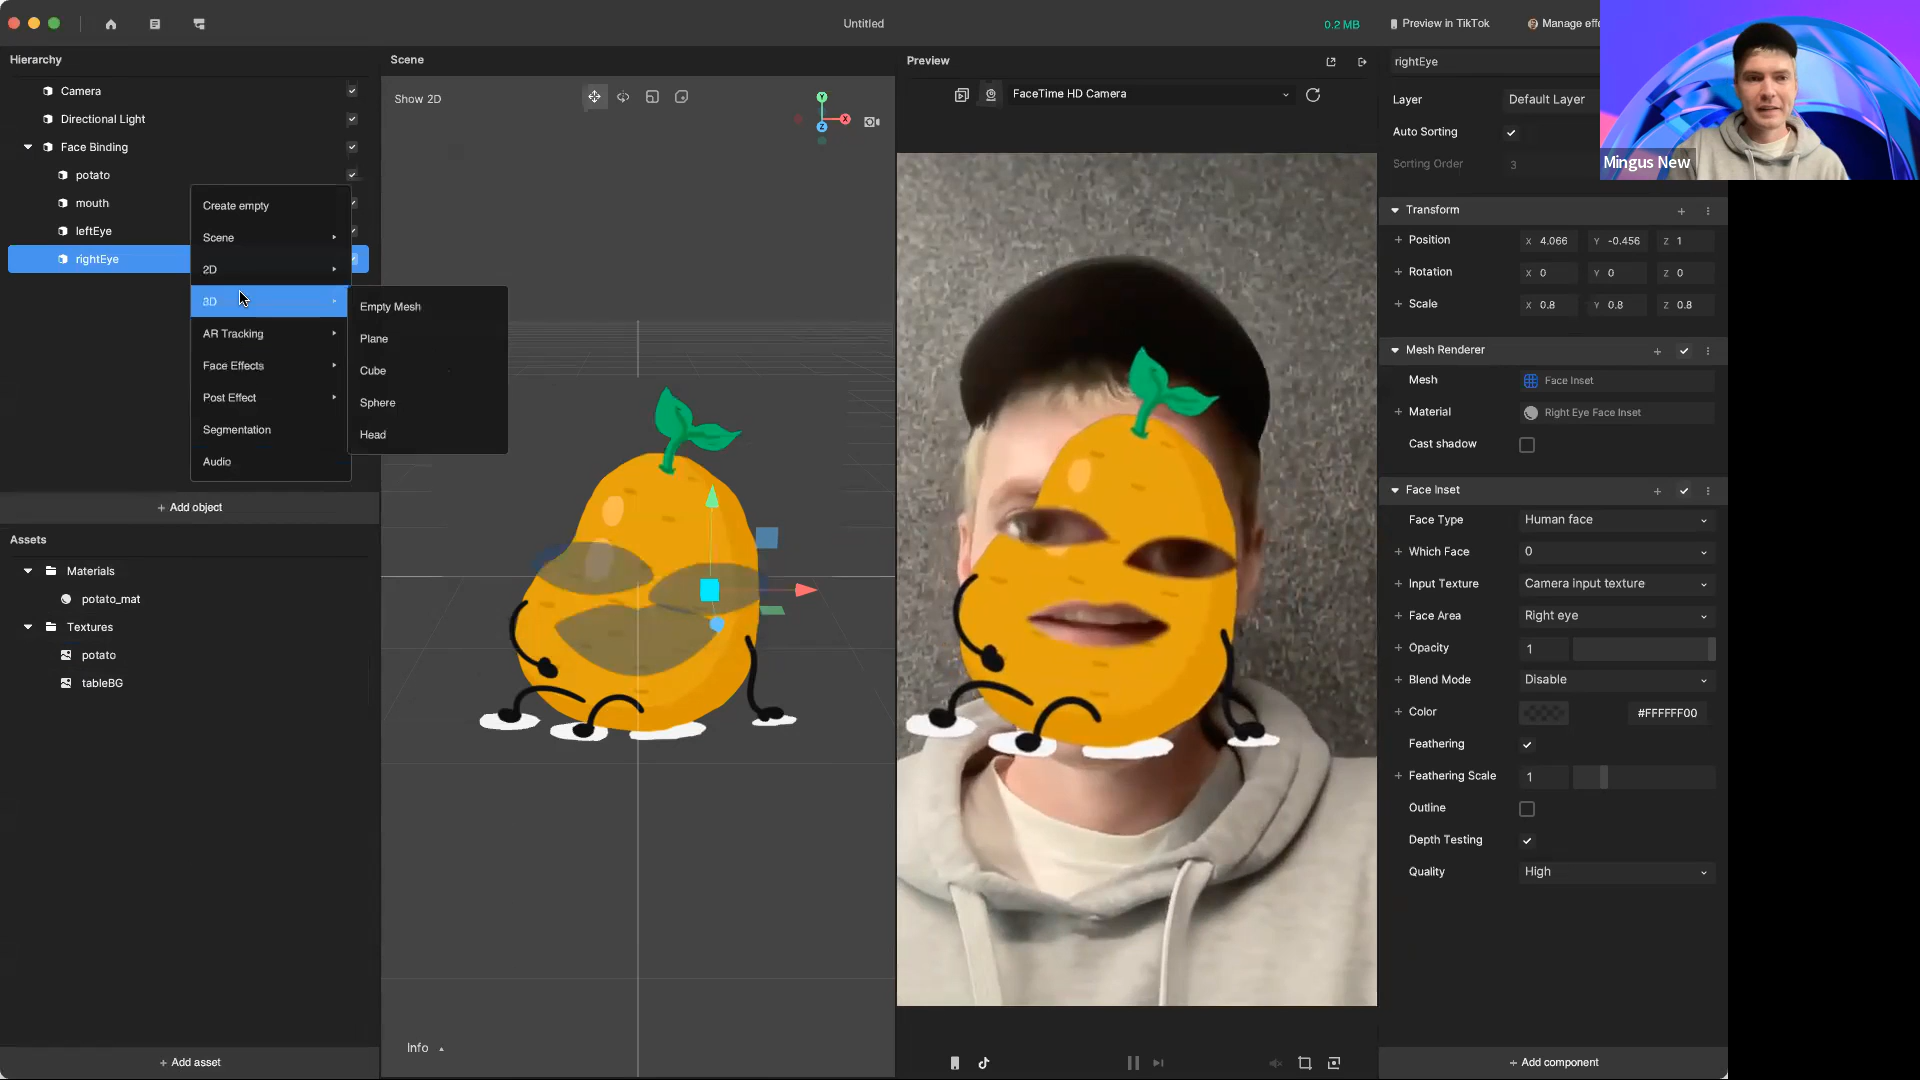 Untitled
0.2 MB
Preview in TikTok
Manage effe
Hierarchy
Camera
Directional Light
Face Binding
potato
mouth
leftEye
rightEye
Create empty
Scene
2D
3D
AR Tracking
Face Effects
Post Effect
Segmentation
Audio
Empty Mesh
Plane
Cube
Sphere
Head
+ Add object
Assets
Materials
potato_mat
Textures
potato
tableBG
+ Add asset
Scene
Show 2D
Y
X
Z
Info
Preview
FaceTime HD Camera
rightEye
Layer Default Layer
Auto Sorting
Sorting Order 3
Mingus New
Transform
Position X 4.066 Y -0.456 Z 1
Rotation X 0 Y 0 Z 0
Scale X 0.8 Y 0.8 Z 0.8
Mesh Renderer
Mesh Face Inset
Material Right Eye Face Inset
Cast shadow
Face Inset
Face Type Human face
Which Face 0
Input Texture Camera input texture
Face Area Right eye
Opacity 1
Blend Mode Disable
Color #FFFFFF00
Feathering
Feathering Scale 1
Outline
Depth Testing
Quality High
+ Add component